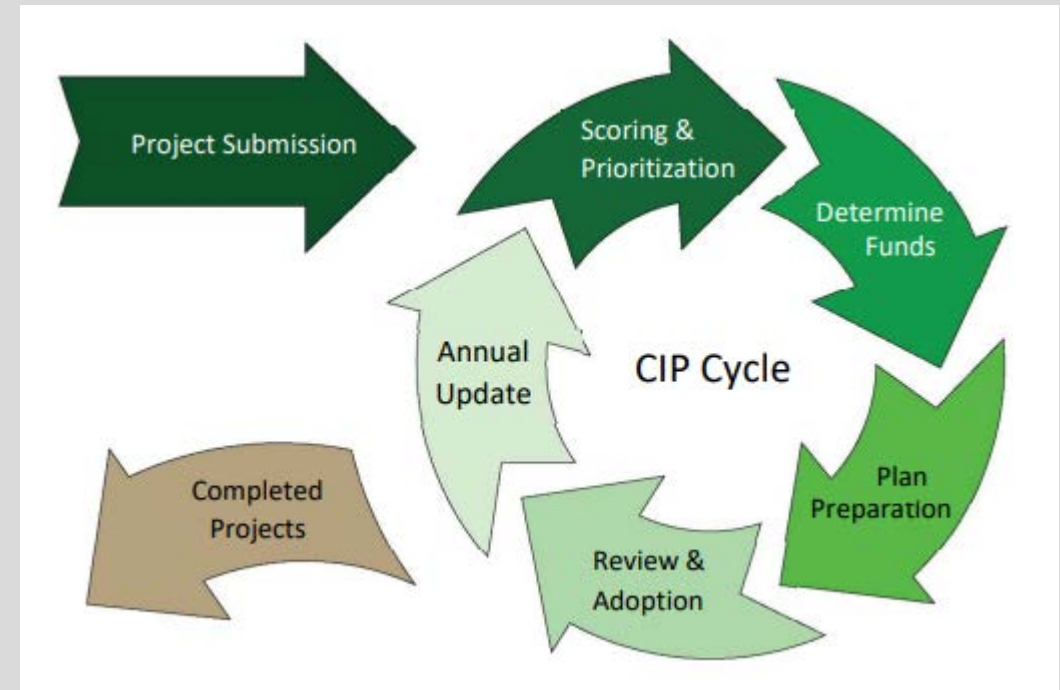 Project Submission
Scoring &
Prioritization
Determine
Funds
Plan
Preparation
Review &
Adoption
Annual
Update
CIP Cycle
Completed
Projects